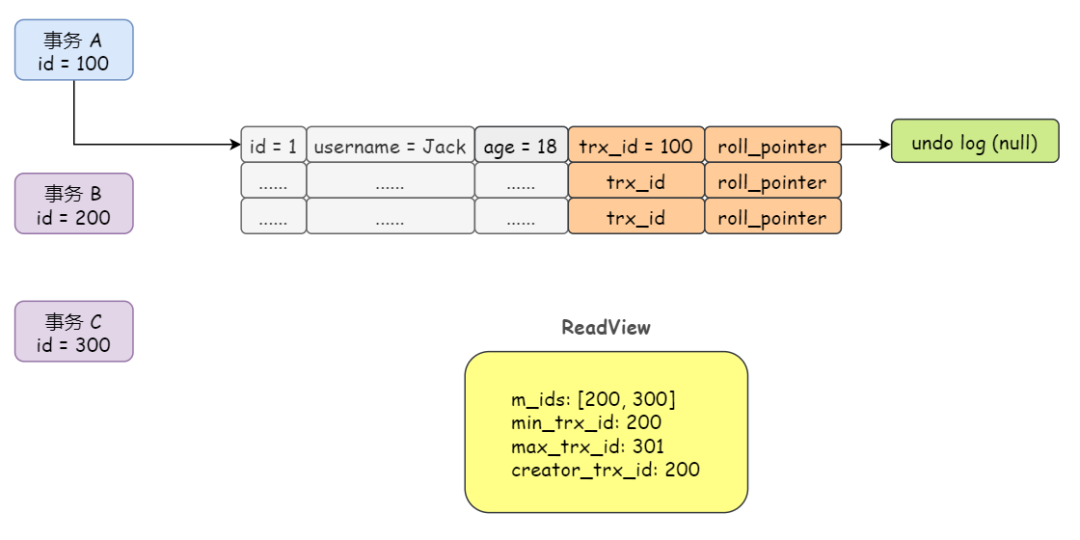 事务 A
id = 100
id = 1 username = Jack age = 18 trx_id = 100 roll_pointer undo log (null)
...... ...... ...... trx_id roll_pointer
...... ...... ...... trx_id roll_pointer
事务 B
id = 200
事务 C
id = 300
ReadView
m_ids: [200, 300]
min_trx_id: 200
max_trx_id: 301
creator_trx_id: 200